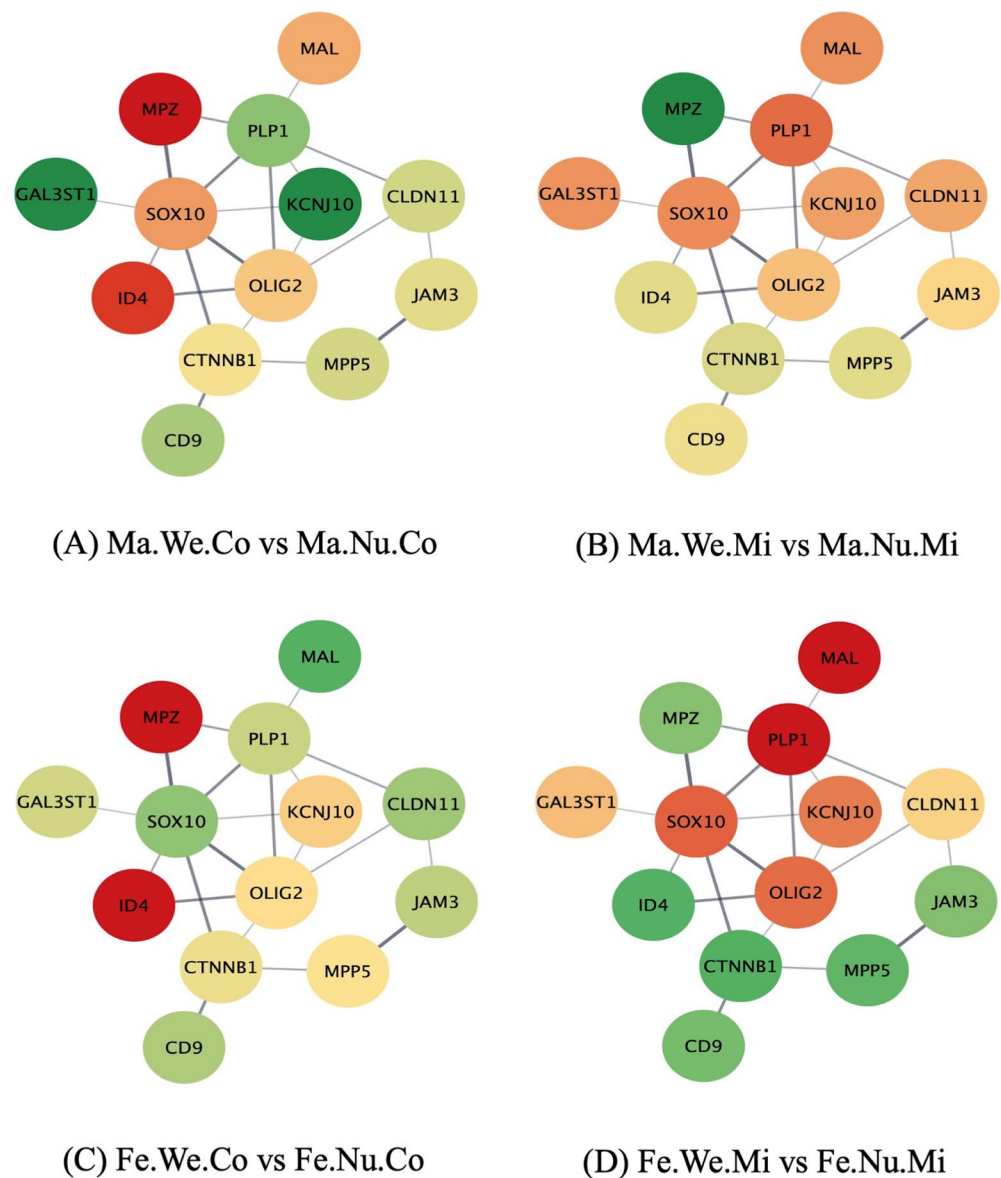 MAL
MPZ
PLP1
GAL3ST1
SOX10
KCNJ10
CLDN11
ID4
OLIG2
JAM3
CTNNB1
MPP5
CD9
(A) Ma.We.Co vs Ma.Nu.Co
MAL
MPZ
PLP1
GAL3ST1
SOX10
KCNJ10
CLDN11
ID4
OLIG2
JAM3
CTNNB1
MPP5
CD9
(B) Ma.We.Mi vs Ma.Nu.Mi
MAL
MPZ
PLP1
GAL3ST1
SOX10
KCNJ10
CLDN11
ID4
OLIG2
JAM3
CTNNB1
MPP5
CD9
(C) Fe.We.Co vs Fe.Nu.Co
MAL
MPZ
PLP1
GAL3ST1
SOX10
KCNJ10
CLDN11
ID4
OLIG2
JAM3
CTNNB1
MPP5
CD9
(D) Fe.We.Mi vs Fe.Nu.Mi